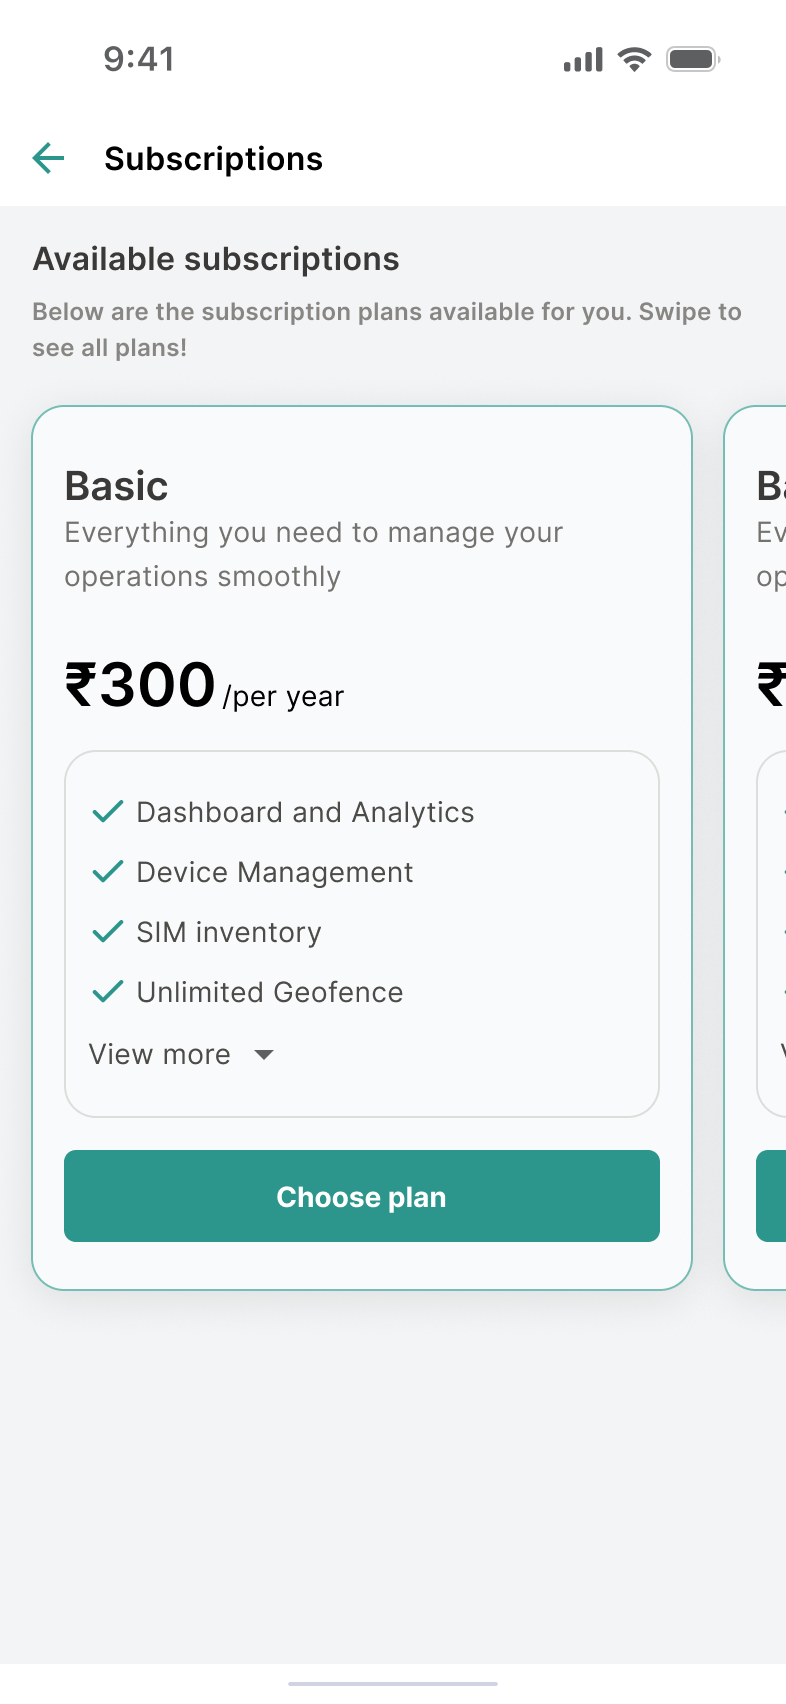 9:41
Subscriptions
Available subscriptions
Below are the subscription plans available for you. Swipe to
see all plans!
Basic
Everything you need to manage your
operations smoothly
₹300 /per year
Dashboard and Analytics
Device Management
SIM inventory
Unlimited Geofence
View more
Choose plan